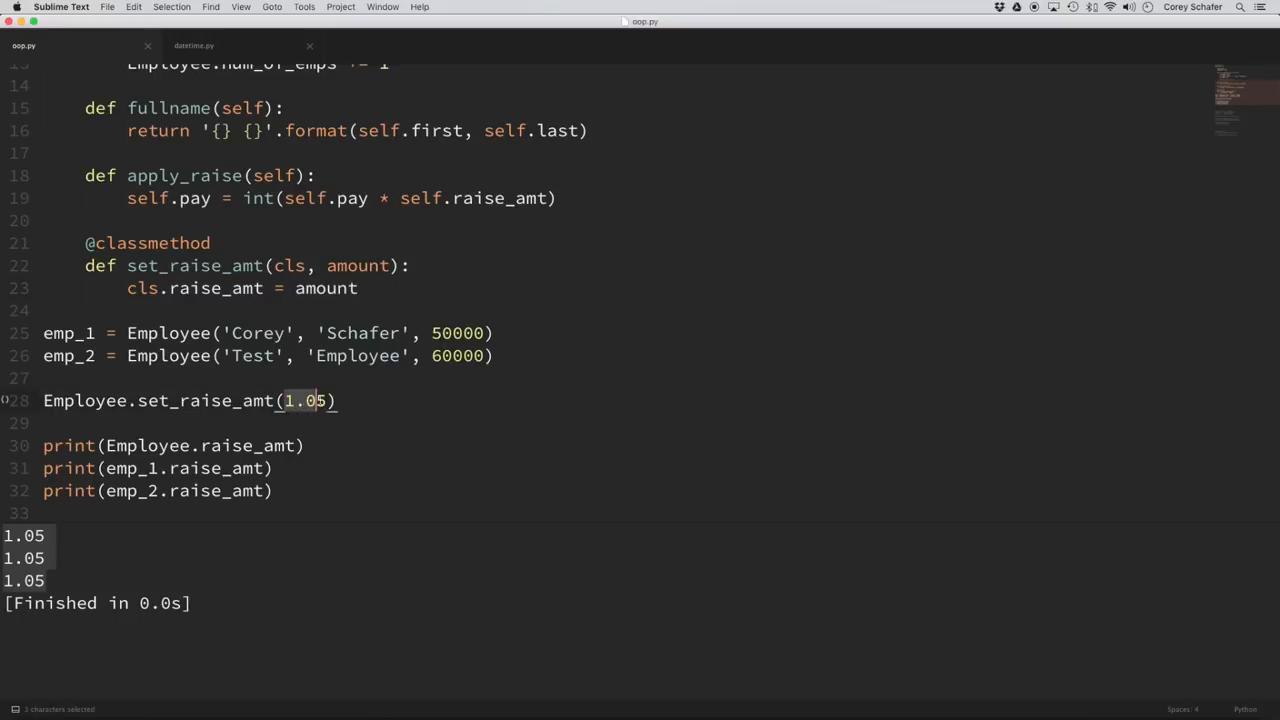 Sublime Text File Edit Selection Find View Goto Tools Project Window Help Corey Schafer
oop.py
oop.py datetime.py
13 Employee.num_of_emps += 1
14
15 def fullname(self):
16 return '{} {}'.format(self.first, self.last)
17
18 def apply_raise(self):
19 self.pay = int(self.pay * self.raise_amt)
20
21 @classmethod
22 def set_raise_amt(cls, amount):
23 cls.raise_amt = amount
24
25 emp_1 = Employee('Corey', 'Schafer', 50000)
26 emp_2 = Employee('Test', 'Employee', 60000)
27
28 Employee.set_raise_amt(1.05)
29
30 print(Employee.raise_amt)
31 print(emp_1.raise_amt)
32 print(emp_2.raise_amt)
33
1.05
1.05
1.05
[Finished in 0.0s]
3 characters selected Spaces: 4 Python